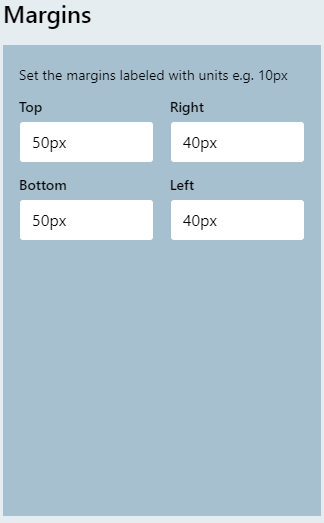 Margins
Set the margins labeled with units e.g. 10px
Top Right
50px 40px
Bottom Left
50px 40px